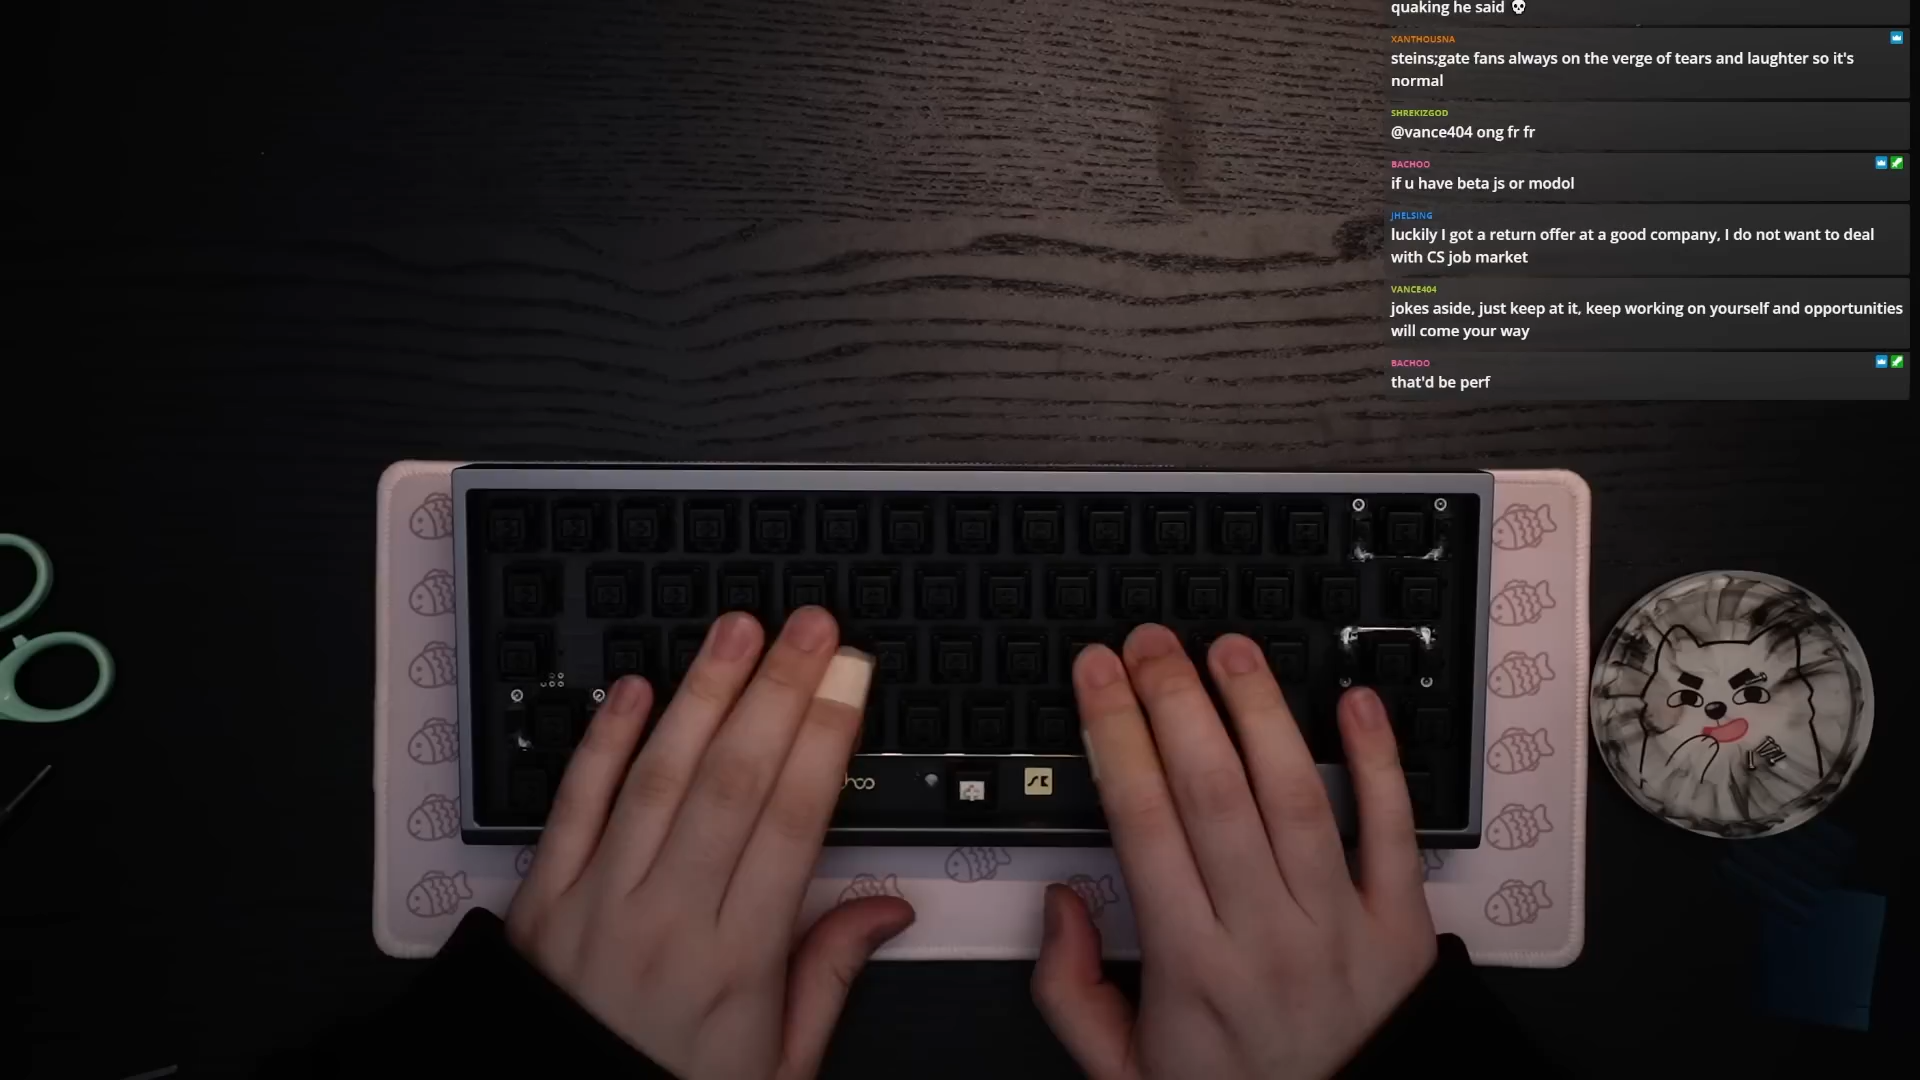 quaking he said 💀
XANTHOUSNA
steins;gate fans always on the verge of tears and laughter so it's
normal
SHREKIZGOD
@vance404 ong fr fr
BACHOO
if u have beta js or modol
JHELSING
luckily I got a return offer at a good company, I do not want to deal
with CS job market
VANCE404
jokes aside, just keep at it, keep working on yourself and opportunities
will come your way
BACHOO
that'd be perf